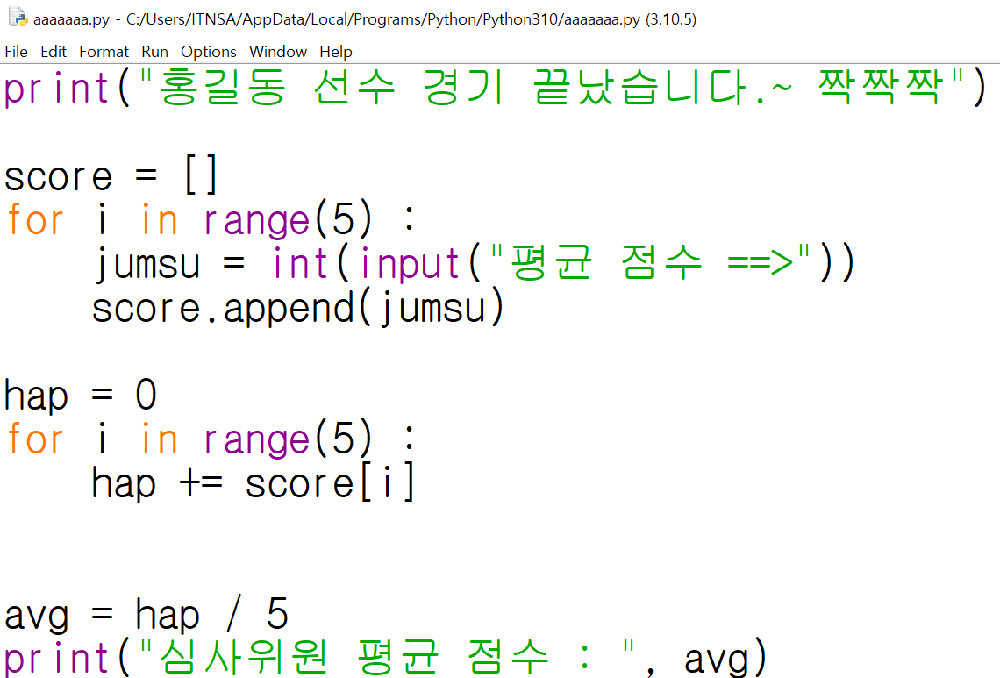 aaaaaaa.py - C:/Users/ITNSA/AppData/Local/Programs/Python/Python310/aaaaaaa.py (3.10.5)
File Edit Format Run Options Window Help
print("홍길동 선수 경기 끝났습니다.~ 짝짝짝")
score = []
for i in range(5) :
    jumsu = int(input("평균 점수 ==>"))
    score.append(jumsu)
hap = 0
for i in range(5) :
    hap += score[i]
avg = hap / 5
print("심사위원 평균 점수 : ", avg)